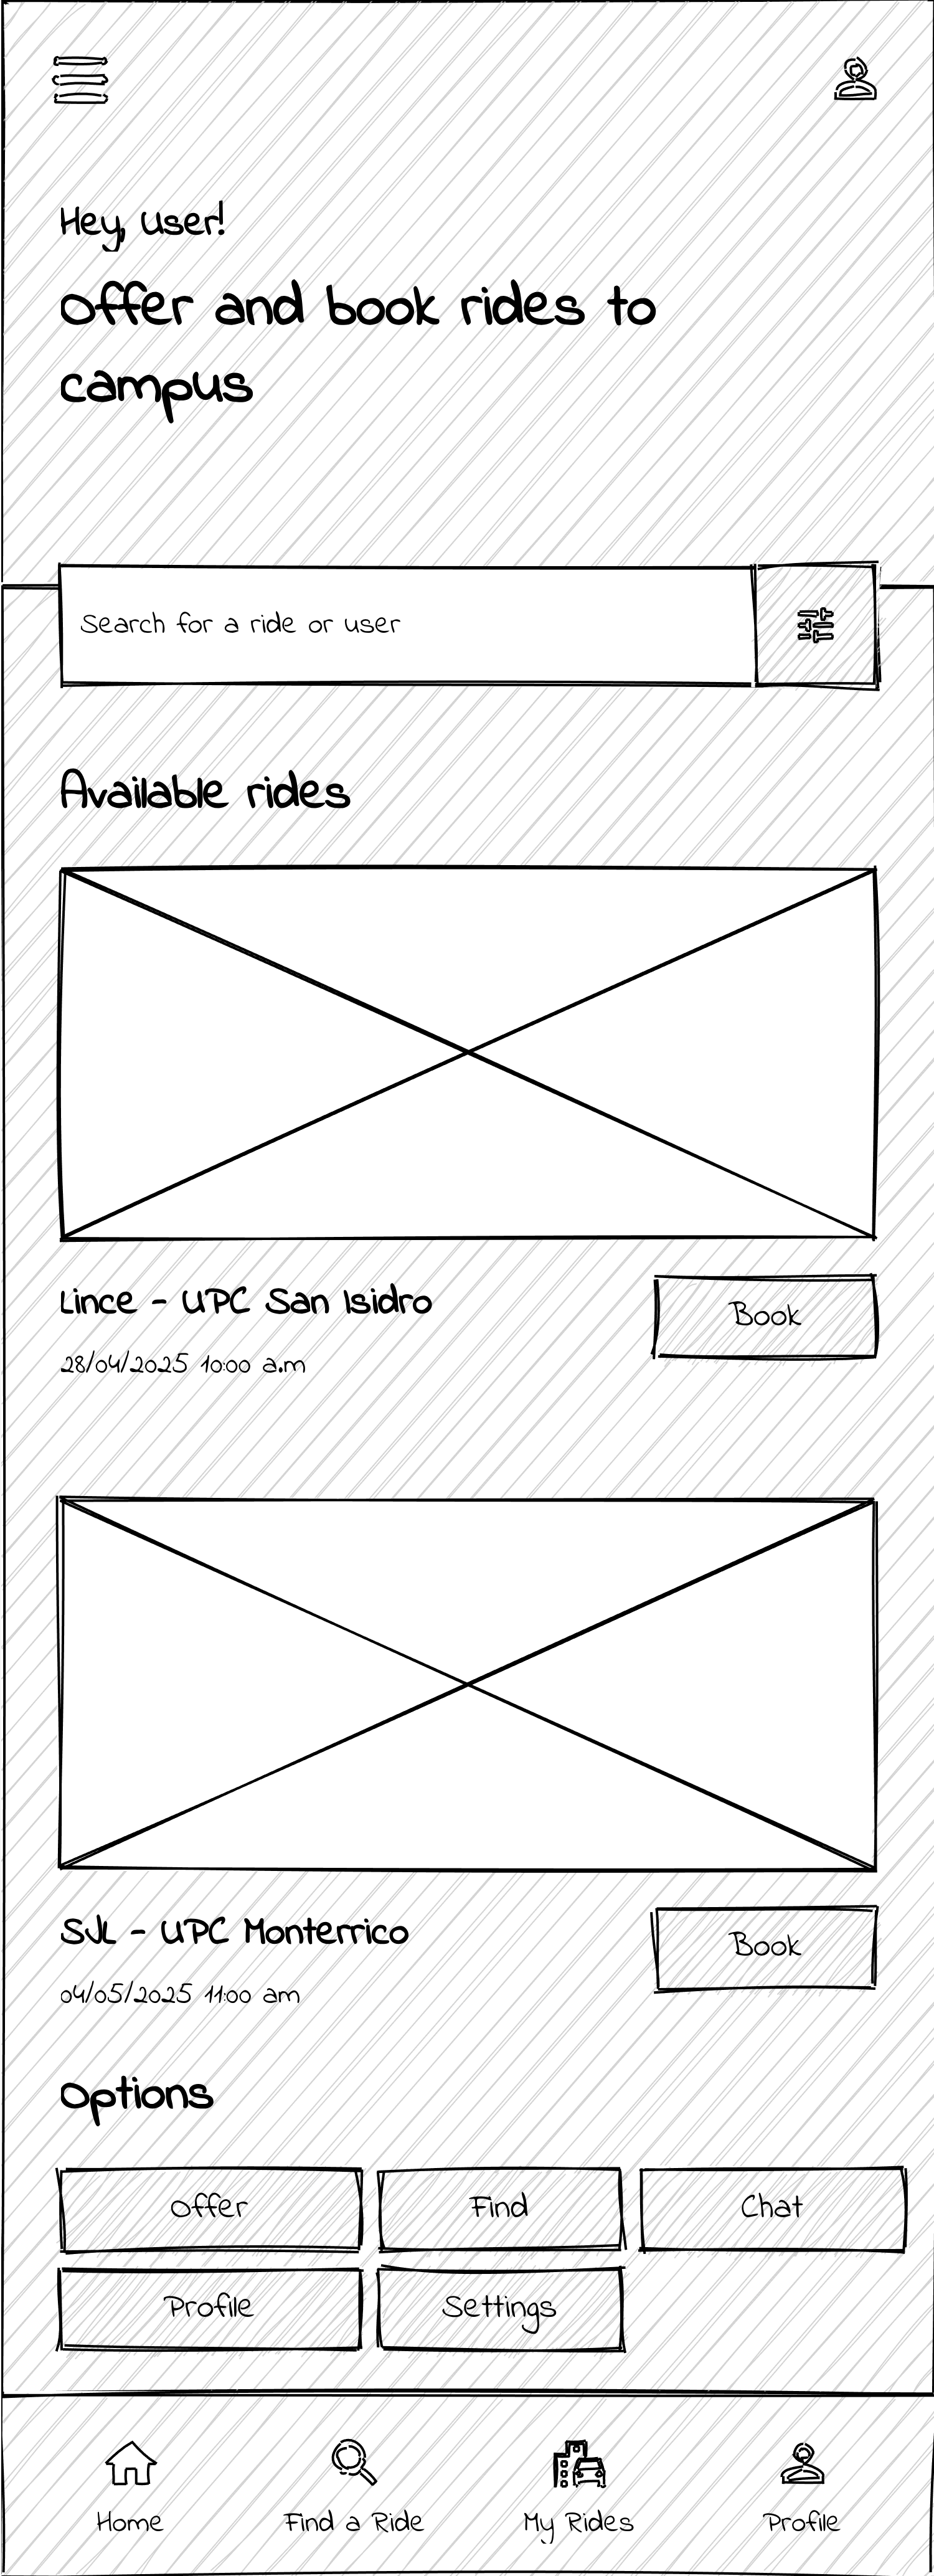 Hey, user!
Offer and book rides to
campus
Search for a ride or user
Available rides
Lince - UPC San Isidro
Book
28/04/2025 10:00 a.m
SJL - UPC Monterrico
Book
04/05/2025 11:00 am
Options
Offer Find Chat
Profile Settings
Home Find a Ride My Rides Profile